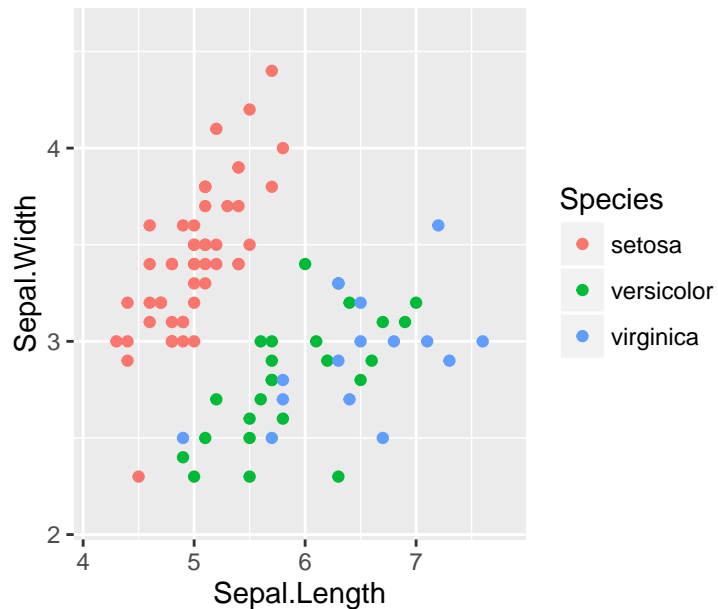 Sepal.Width
4
3
2
4 5 6 7
Sepal.Length
Species
setosa
versicolor
virginica